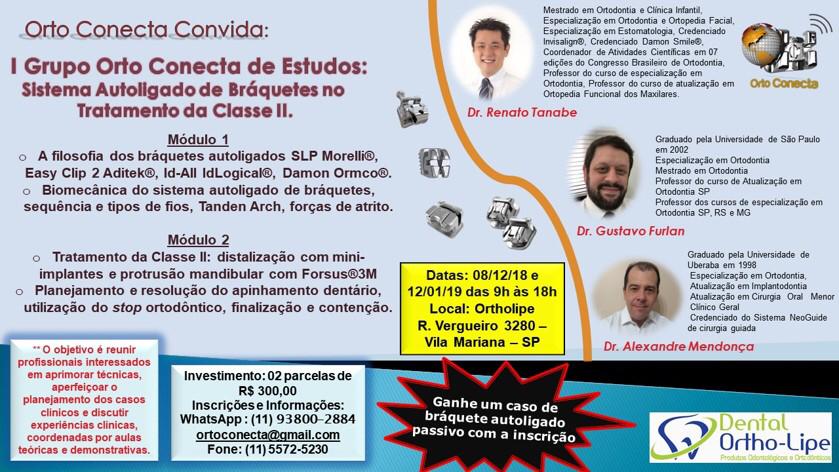 Orto Conecta Convida:
I Grupo Orto Conecta de Estudos:
Sistema Autoligado de Bráquetes no
Tratamento da Classe II.
Módulo 1
o A filosofia dos bráquetes autoligados SLP Morelli®,
Easy Clip 2 Aditek®, Id-All IdLogical®, Damon Ormco®.
o Biomecânica do sistema autoligado de bráquetes,
sequência e tipos de fios, Tanden Arch, forças de atrito.
Módulo 2
o Tratamento da Classe II: distalização com mini-
implantes e protrusão mandibular com Forsus®3M
o Planejamento e resolução do apinhamento dentário,
utilização do stop ortodôntico, finalização e contenção.
** O objetivo é reunir
profissionais interessados
em aprimorar técnicas,
aperfeiçoar o
planejamento dos casos
clínicos e discutir
experiências clinicas,
coordenadas por aulas
teóricas e demonstrativas.
Investimento: 02 parcelas de
R$ 300,00
Inscrições e Informações:
WhatsApp : (11) 93800-2884
ortoconecta@gmail.com
Fone: (11) 5572-5230
Datas: 08/12/18 e
12/01/19 das 9h às 18h
Local: Ortholipe
R. Vergueiro 3280 –
Vila Mariana – SP
Ganhe um caso de
bráquete autoligado
passivo com a inscrição
Mestrado em Ortodontia e Clínica Infantil,
Especialização em Ortodontia e Ortopedia Facial,
Especialização em Estomatologia, Credenciado
Invisalign®, Credenciado Damon Smile®,
Coordenador de Atividades Científicas em 07
edições do Congresso Brasileiro de Ortodontia,
Professor do curso de especialização em
Ortodontia, Professor do curso de atualização em
Ortopedia Funcional dos Maxilares.
Dr. Renato Tanabe
Orto Conecta
Graduado pela Universidade de São Paulo
em 2002
Especialização em Ortodontia
Mestrado em Ortodontia
Professor do curso de Atualização em
Ortodontia SP
Professor dos cursos de especialização em
Ortodontia SP, RS e MG
Dr. Gustavo Furlan
Graduado pela Universidade de
Uberaba em 1998
Especialização em Ortodontia,
Atualização em Implantodontia
Atualização em Cirurgia Oral Menor
Clínico Geral
Credenciado do Sistema NeoGuide
de cirurgia guiada
Dr. Alexandre Mendonça
Dental
Ortho-Lipe
Produtos Odontológicos e Ortodônticos